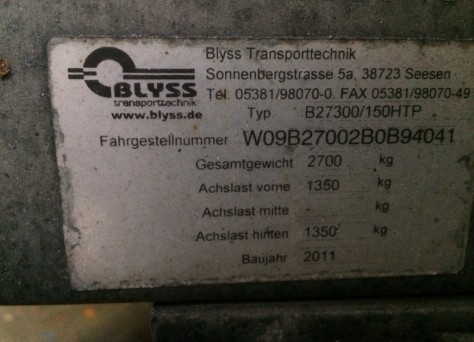 BLYSS
transporttechnik
www.blyss.de
Blyss Transporttechnik
Sonnenbergstrasse 5a, 38723 Seesen
Tel. 05381/98070-0. FAX 05381/98070-49
Typ B27300/150HTP
Fahrgestellnummer W09B27002B0B94041
Gesamtgewicht 2700 kg
Achslast vorne 1350 kg
Achslast mitte - kg
Achslast hinten 1350 kg
Baujahr 2011